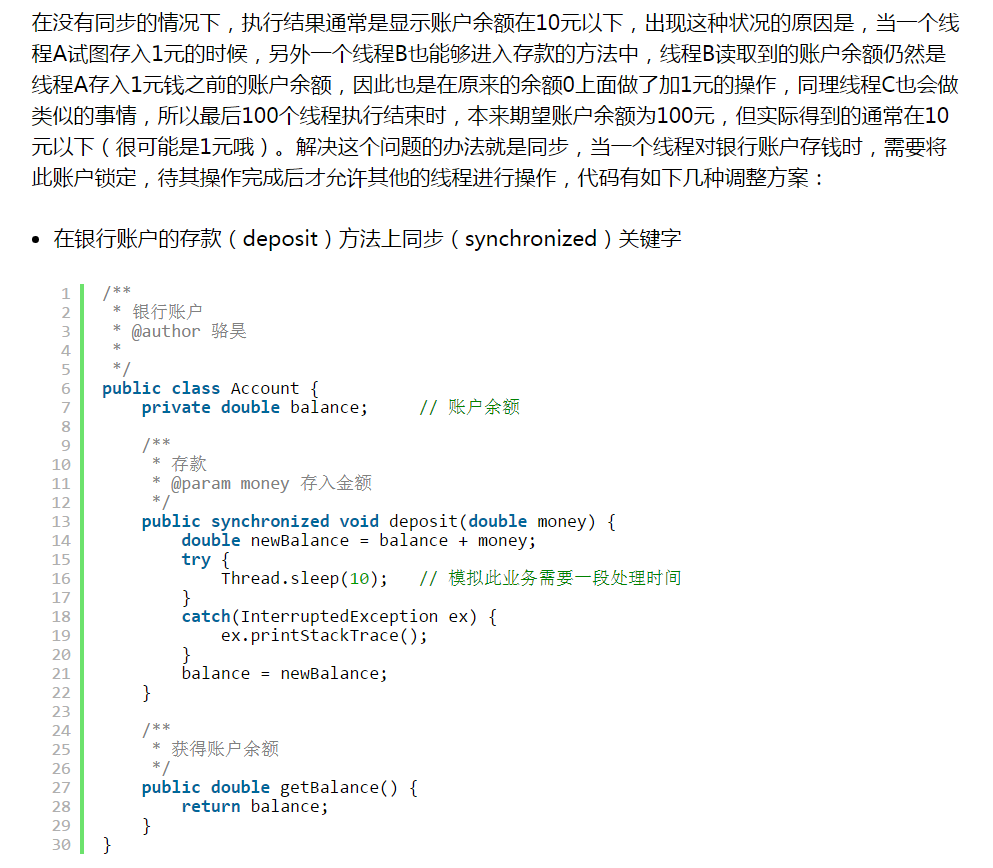 在没有同步的情况下，执行结果通常是显示账户余额在10元以下，出现这种状况的原因是，当一个线
程A试图存入1元的时候，另外一个线程B也能够进入存款的方法中，线程B读取到的账户余额仍然是
线程A存入1元钱之前的账户余额，因此也是在原来的余额0上面做了加1元的操作，同理线程C也会做
类似的事情，所以最后100个线程执行结束时，本来期望账户余额为100元，但实际得到的通常在10
元以下（很可能是1元哦）。解决这个问题的办法就是同步，当一个线程对银行账户存钱时，需要将
此账户锁定，待其操作完成后才允许其他的线程进行操作，代码有如下几种调整方案：
• 在银行账户的存款（deposit）方法上同步（synchronized）关键字
1 /**
2  * 银行账户
3  * @author 骆昊
4  *
5  */
6 public class Account {
7     private double balance;     // 账户余额
8
9     /**
10      * 存款
11      * @param money 存入金额
12      */
13     public synchronized void deposit(double money) {
14         double newBalance = balance + money;
15         try {
16             Thread.sleep(10);   // 模拟此业务需要一段处理时间
17         }
18         catch(InterruptedException ex) {
19             ex.printStackTrace();
20         }
21         balance = newBalance;
22     }
23
24     /**
25      * 获得账户余额
26      */
27     public double getBalance() {
28         return balance;
29     }
30 }